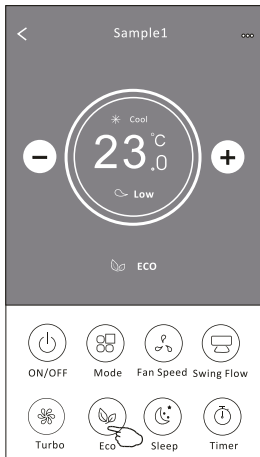 Sample1
Cool
23.0 °C
Low
ECO
ON/OFF Mode Fan Speed Swing Flow
Turbo Eco Sleep Timer